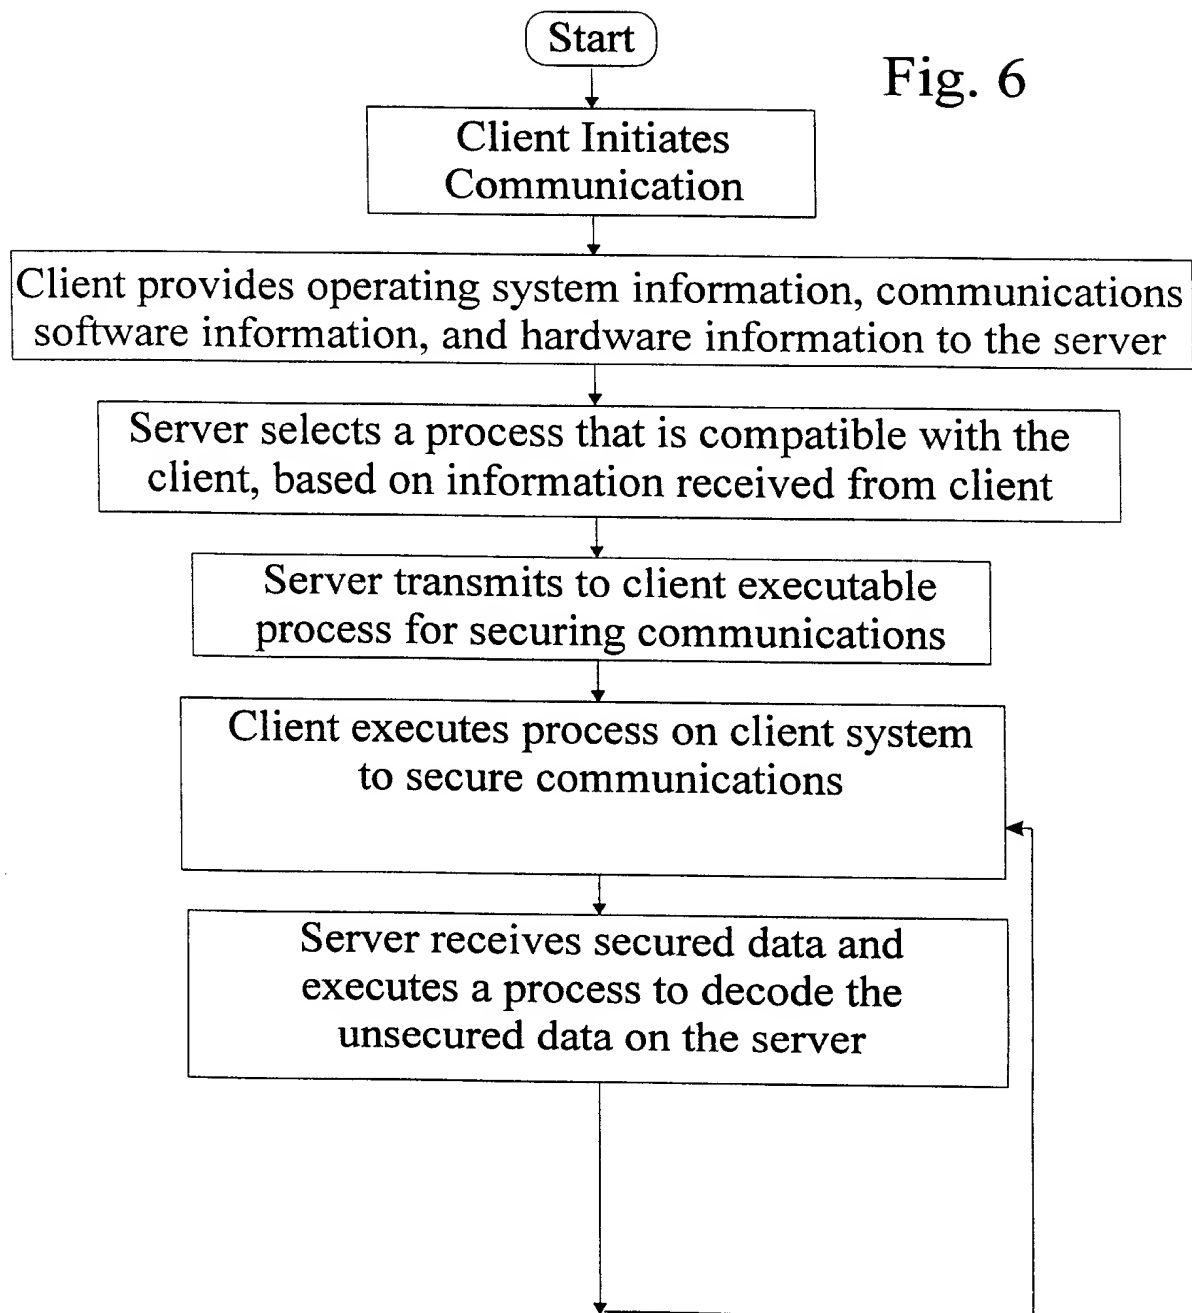 Start
Fig. 6
Client Initiates
Communication
Client provides operating system information, communications
software information, and hardware information to the server
Server selects a process that is compatible with the
client, based on information received from client
Server transmits to client executable
process for securing communications
Client executes process on client system
to secure communications
Server receives secured data and
executes a process to decode the
unsecured data on the server